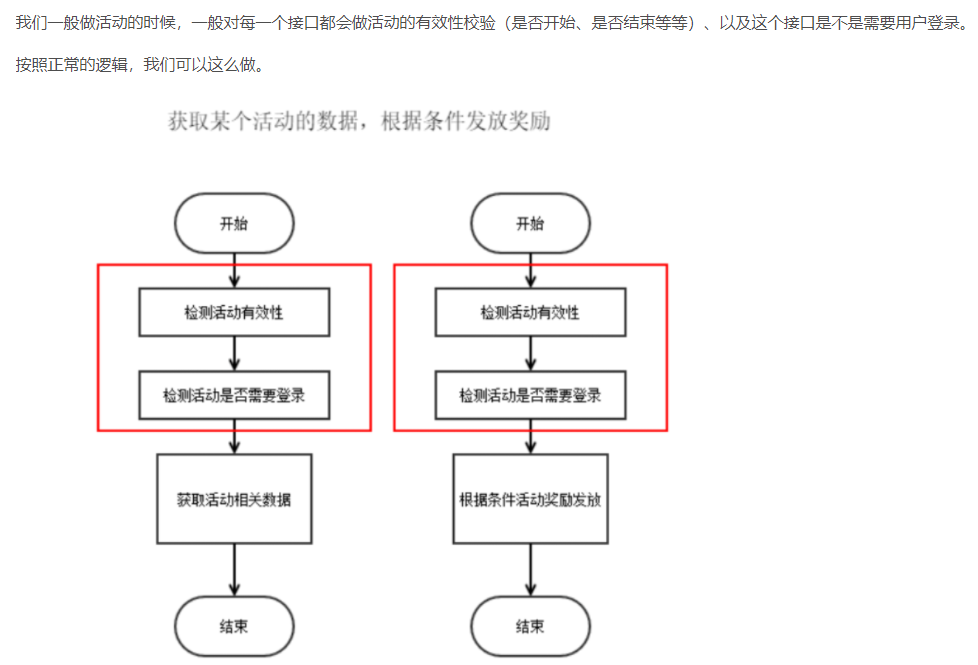 我们一般做活动的时候，一般对每一个接口都会做活动的有效性校验（是否开始、是否结束等等）、以及这个接口是不是需要用户登录。
按照正常的逻辑，我们可以这么做。
获取某个活动的数据，根据条件发放奖励
开始
检测活动有效性
检测活动是否需要登录
获取活动相关数据
结束
开始
检测活动有效性
检测活动是否需要登录
根据条件活动奖励发放
结束